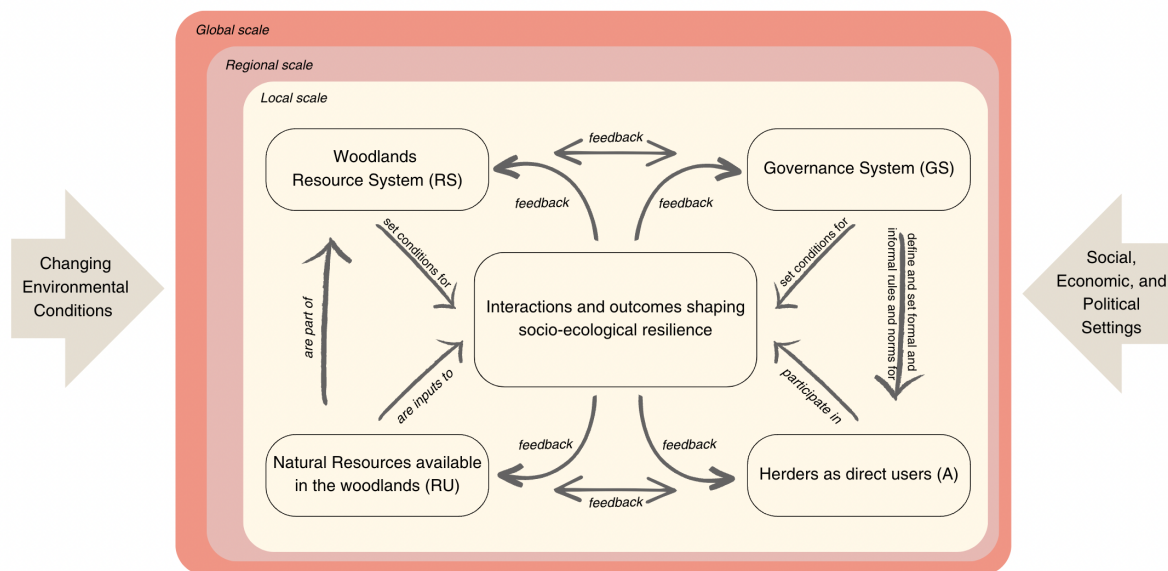 Global scale
Regional scale
Local scale
Woodlands
Resource System (RS)
feedback
Governance System (GS)
feedback
feedback
set conditions for
set conditions for
define and set formal and
informal rules and norms for
Changing
Environmental
Conditions
Social,
Economic, and
Political
Settings
Interactions and outcomes shaping
socio-ecological resilience
are part of
are inputs to
participate in
feedback
feedback
Natural Resources available
in the woodlands (RU)
feedback
Herders as direct users (A)